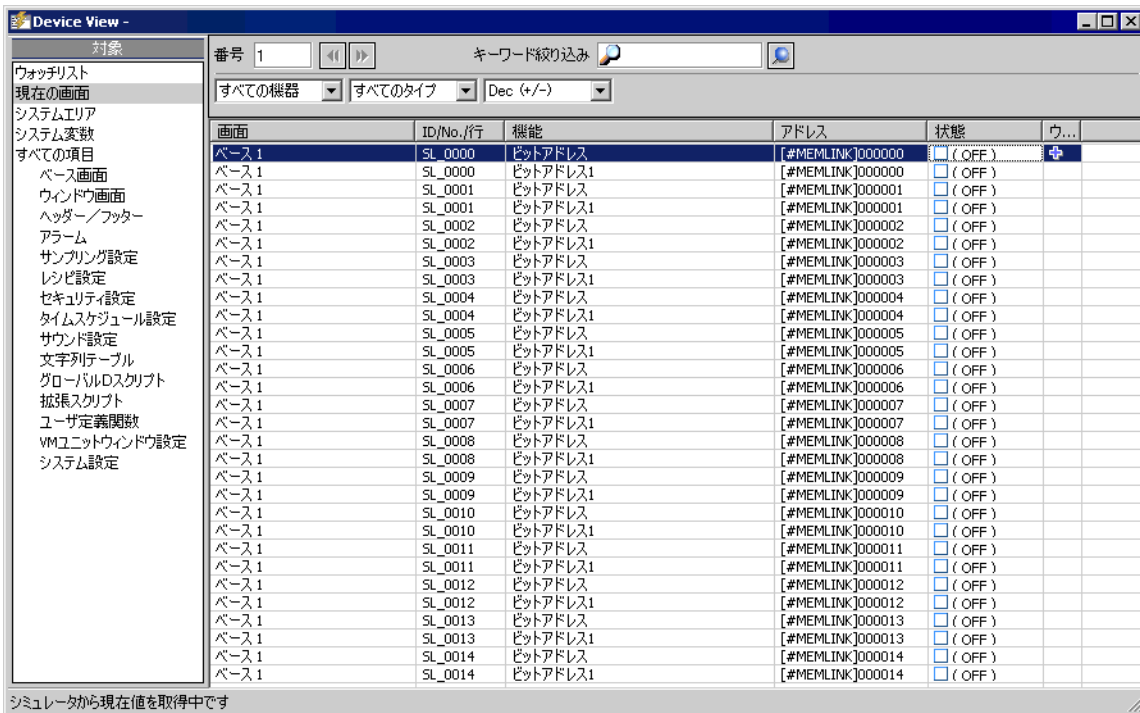 Device View -
対象
ウォッチリスト
現在の画面
システムエリア
システム変数
すべての項目
ベース画面
ウィンドウ画面
ヘッダー／フッター
アラーム
サンプリング設定
レシピ設定
セキュリティ設定
タイムスケジュール設定
サウンド設定
文字列テーブル
グローバルDスクリプト
拡張スクリプト
ユーザ定義関数
VMユニットウィンドウ設定
システム設定
番号 1 キーワード絞り込み
すべての機器 すべてのタイプ Dec (+/-)
画面 ID/No./行 機能 アドレス 状態 ウ...
ベース 1 SL_0000 ビットアドレス [#MEMLINK]000000 ( OFF )
ベース 1 SL_0000 ビットアドレス1 [#MEMLINK]000000 ( OFF )
ベース 1 SL_0001 ビットアドレス [#MEMLINK]000001 ( OFF )
ベース 1 SL_0001 ビットアドレス1 [#MEMLINK]000001 ( OFF )
ベース 1 SL_0002 ビットアドレス [#MEMLINK]000002 ( OFF )
ベース 1 SL_0002 ビットアドレス1 [#MEMLINK]000002 ( OFF )
ベース 1 SL_0003 ビットアドレス [#MEMLINK]000003 ( OFF )
ベース 1 SL_0003 ビットアドレス1 [#MEMLINK]000003 ( OFF )
ベース 1 SL_0004 ビットアドレス [#MEMLINK]000004 ( OFF )
ベース 1 SL_0004 ビットアドレス1 [#MEMLINK]000004 ( OFF )
ベース 1 SL_0005 ビットアドレス [#MEMLINK]000005 ( OFF )
ベース 1 SL_0005 ビットアドレス1 [#MEMLINK]000005 ( OFF )
ベース 1 SL_0006 ビットアドレス [#MEMLINK]000006 ( OFF )
ベース 1 SL_0006 ビットアドレス1 [#MEMLINK]000006 ( OFF )
ベース 1 SL_0007 ビットアドレス [#MEMLINK]000007 ( OFF )
ベース 1 SL_0007 ビットアドレス1 [#MEMLINK]000007 ( OFF )
ベース 1 SL_0008 ビットアドレス [#MEMLINK]000008 ( OFF )
ベース 1 SL_0008 ビットアドレス1 [#MEMLINK]000008 ( OFF )
ベース 1 SL_0009 ビットアドレス [#MEMLINK]000009 ( OFF )
ベース 1 SL_0009 ビットアドレス1 [#MEMLINK]000009 ( OFF )
ベース 1 SL_0010 ビットアドレス [#MEMLINK]000010 ( OFF )
ベース 1 SL_0010 ビットアドレス1 [#MEMLINK]000010 ( OFF )
ベース 1 SL_0011 ビットアドレス [#MEMLINK]000011 ( OFF )
ベース 1 SL_0011 ビットアドレス1 [#MEMLINK]000011 ( OFF )
ベース 1 SL_0012 ビットアドレス [#MEMLINK]000012 ( OFF )
ベース 1 SL_0012 ビットアドレス1 [#MEMLINK]000012 ( OFF )
ベース 1 SL_0013 ビットアドレス [#MEMLINK]000013 ( OFF )
ベース 1 SL_0013 ビットアドレス1 [#MEMLINK]000013 ( OFF )
ベース 1 SL_0014 ビットアドレス [#MEMLINK]000014 ( OFF )
ベース 1 SL_0014 ビットアドレス1 [#MEMLINK]000014 ( OFF )
シミュレータから現在値を取得中です